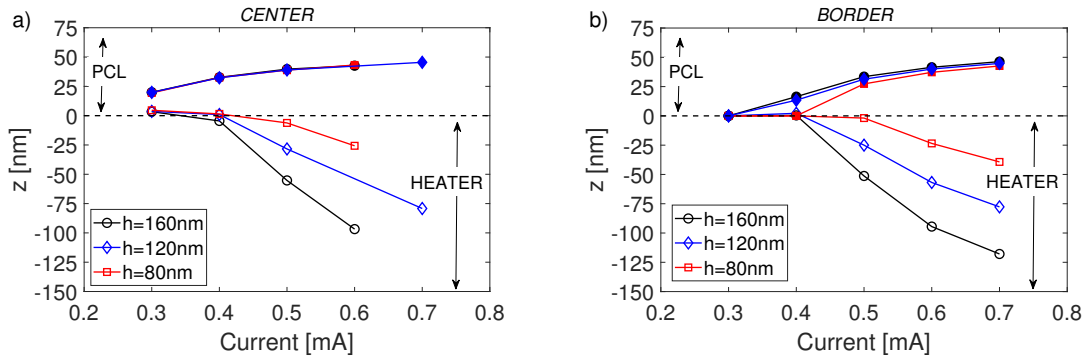 a)
CENTER
75
50
25
0
-25
-50
-75
-100
-125
-150
z [nm]
PCL
HEATER
h=160nm
h=120nm
h=80nm
0.2 0.3 0.4 0.5 0.6 0.7 0.8
Current [mA]
b)
BORDER
75
50
25
0
-25
-50
-75
-100
-125
-150
z [nm]
PCL
HEATER
h=160nm
h=120nm
h=80nm
0.2 0.3 0.4 0.5 0.6 0.7 0.8
Current [mA]